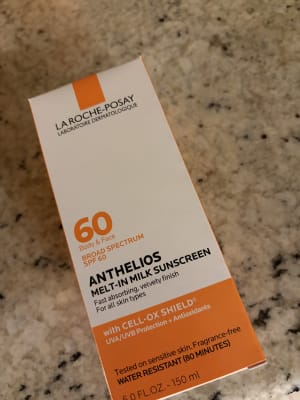 LA ROCHE-POSAY
LABORATOIRE DERMATOLOGIQUE
60
Body & Face
BROAD SPECTRUM
SPF 60
ANTHELIOS
MELT-IN MILK SUNSCREEN
Fast absorbing, velvety finish
For all skin types
with CELL-OX SHIELD®
UVA/UVB Protection + Antioxidants
Tested on sensitive skin. Fragrance-free
WATER RESISTANT (80 MINUTES)
5.0 FL.OZ. - 150 ml